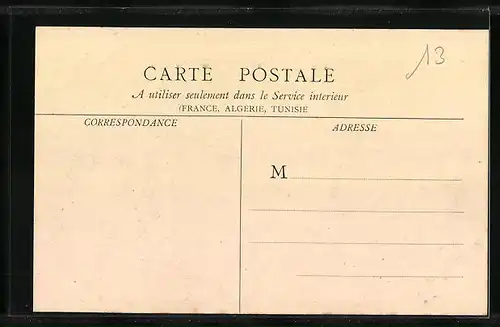 13
CARTE POSTALE
A utiliser seulement dans le Service interieur
(FRANCE, ALGERIE, TUNISIE
CORRESPONDANCE
ADRESSE
M